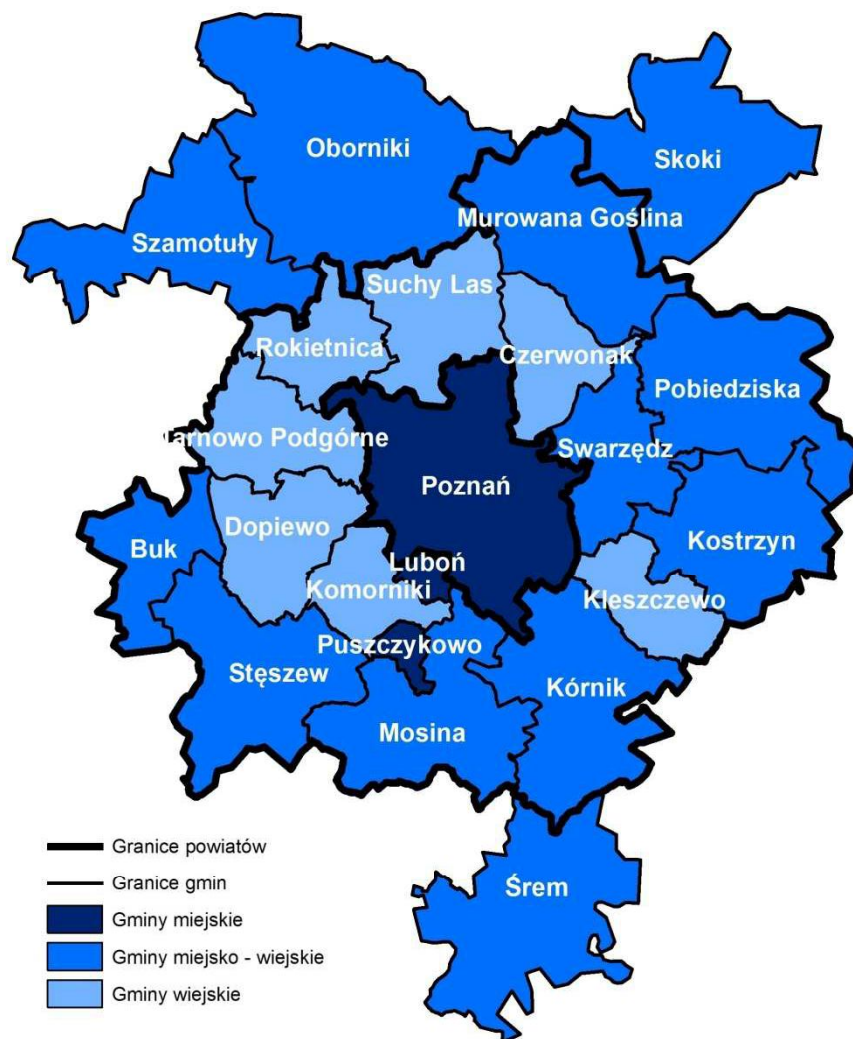 Oborniki
Skoki
Murowana Goślina
Szamotuły
Suchy Las
Rokietnica
Czerwonak
Pobiedziska
Tarnowo Podgórne
Swarzędz
Poznań
Dopiewo
Buk
Kostrzyn
Luboń
Komorniki
Kleszczewo
Puszczykowo
Stęszew
Kórnik
Mosina
Śrem
Granice powiatów
Granice gmin
Gminy miejskie
Gminy miejsko - wiejskie
Gminy wiejskie